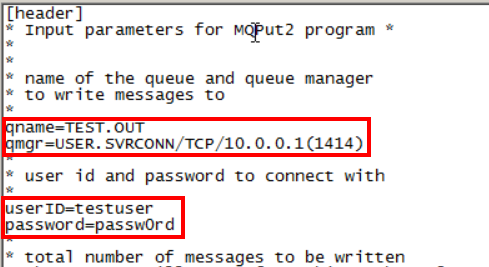 [header]
* Input parameters for MQPut2 program *
*
*
* name of the queue and queue manager
* to write messages to
*
qname=TEST.OUT
qmgr=USER.SVRCONN/TCP/10.0.0.1(1414)
*
* user id and password to connect with
*
userID=testuser
password=passw0rd
*
* total number of messages to be written